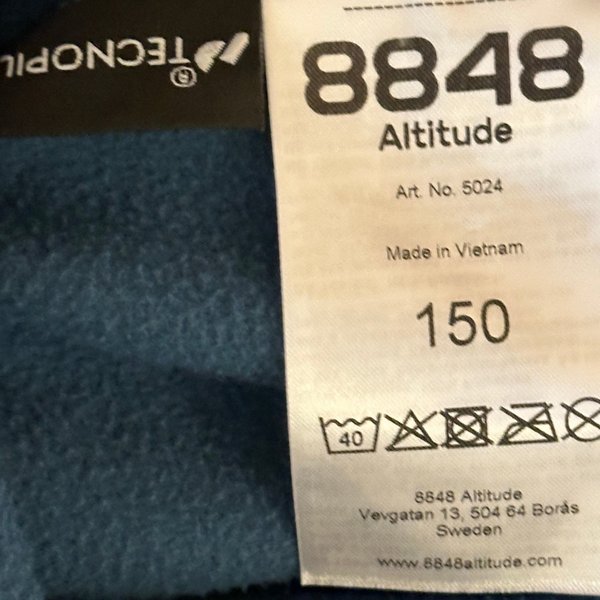 TECNOPIL
®
8848
Altitude
Art. No. 5024
Made in Vietnam
150
40
8848 Altitude
Vevgatan 13, 504 64 Borås
Sweden
www.8848altitude.com